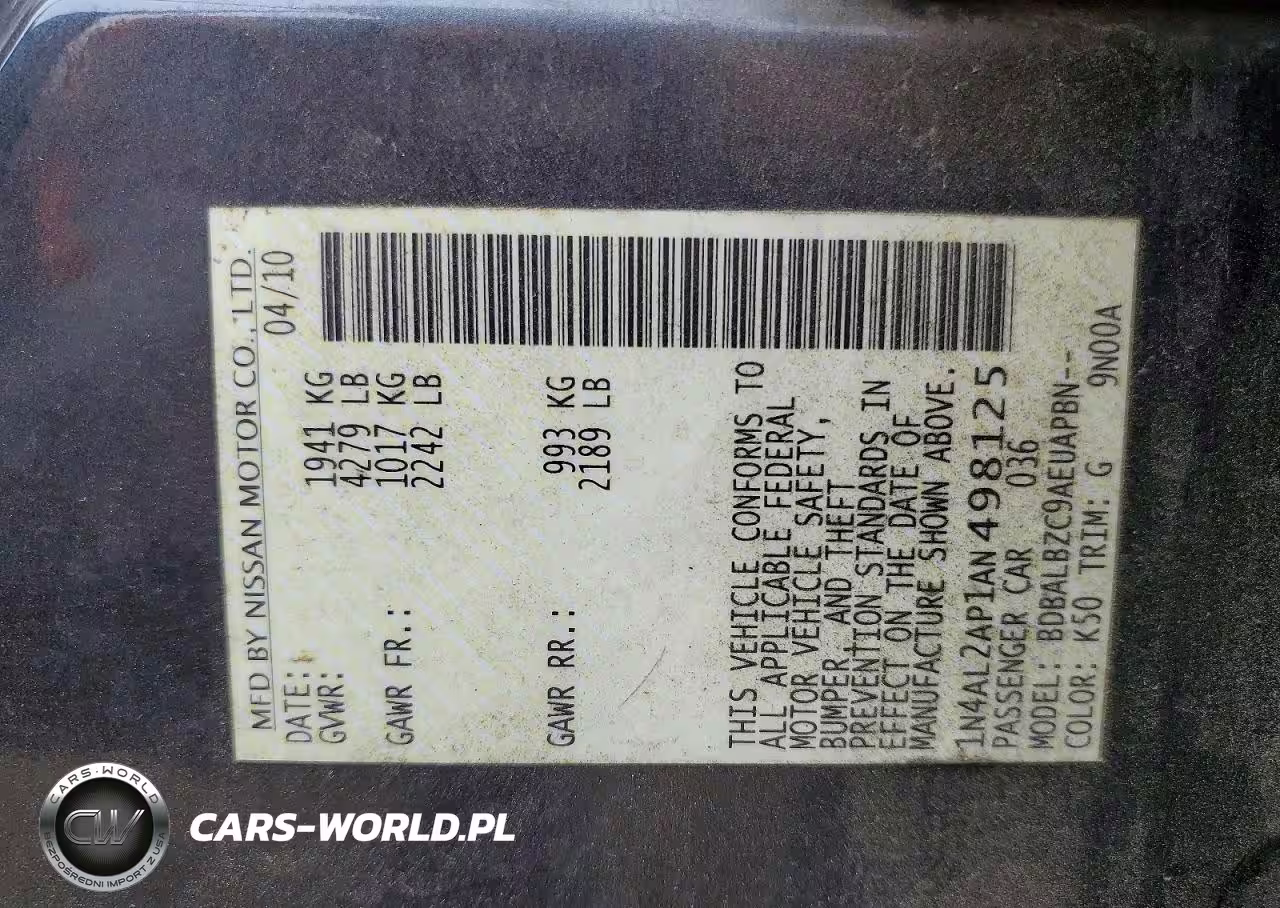 MFD BY NISSAN MOTOR CO., LTD.
DATE: 04/10
GVWR: 1941 KG
4279 LB
GAWR FR.: 1017 KG
2242 LB
GAWR RR.: 993 KG
2189 LB
THIS VEHICLE CONFORMS TO
ALL APPLICABLE FEDERAL
MOTOR VEHICLE SAFETY,
BUMPER AND THEFT
PREVENTION STANDARDS IN
EFFECT ON THE DATE OF
MANUFACTURE SHOWN ABOVE.
1N4AL2AP1AN498125
PASSENGER CAR 036
MODEL: BDBALBZC9AEUAPBN--
COLOR: K50 TRIM: G 9N00A
CARS-WORLD
CW
BEZPOŚREDNI IMPORT Z USA
CARS-WORLD.PL